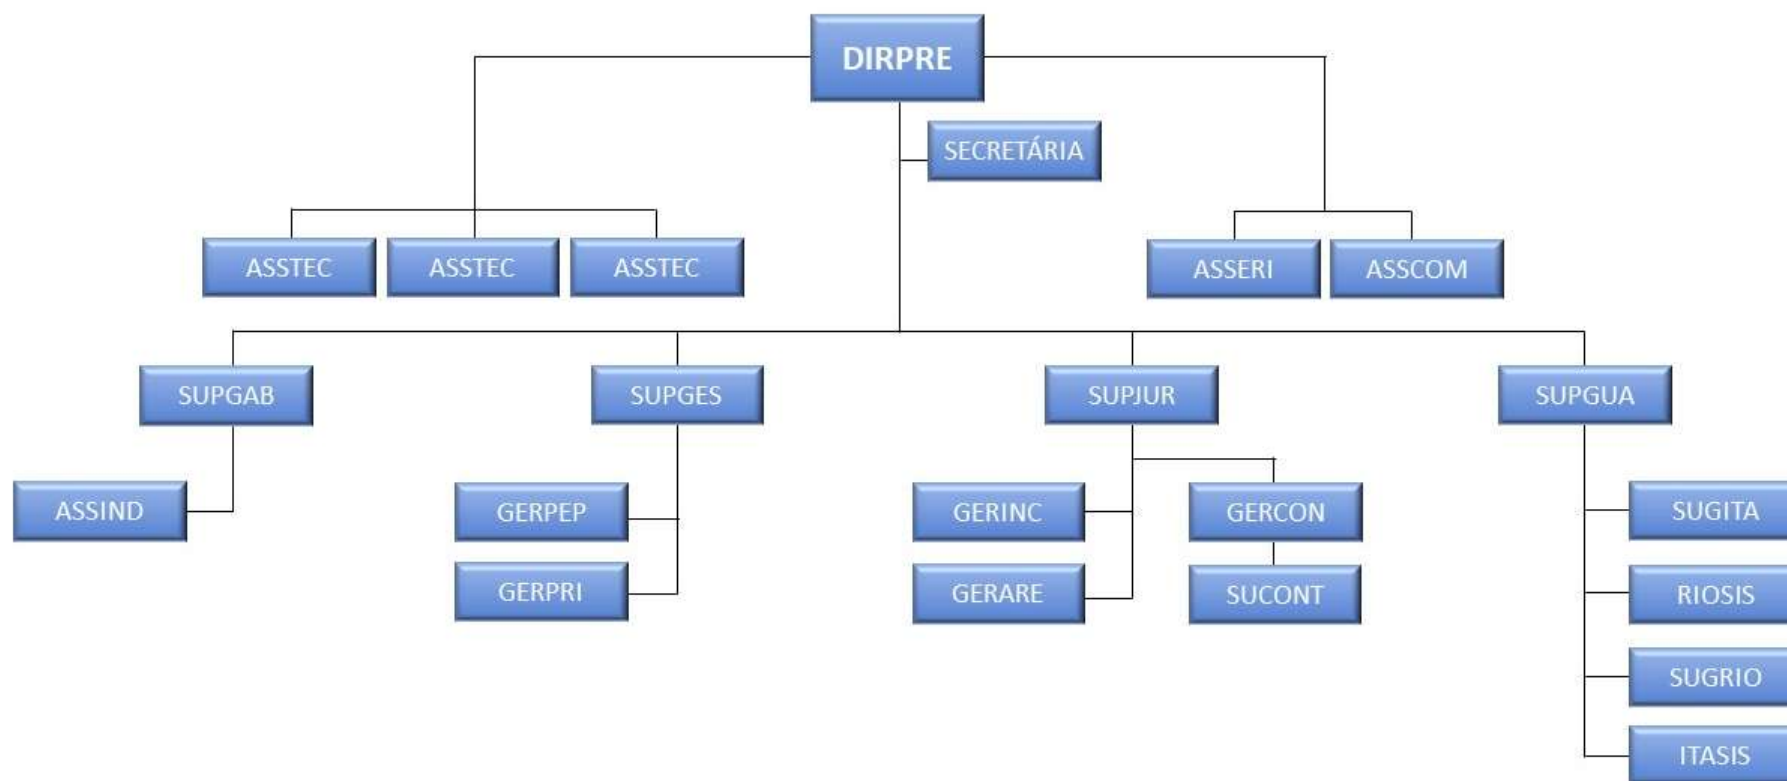 DIRPRE
SECRETÁRIA
ASSTEC
ASSTEC
ASSTEC
ASSERI
ASSCOM
SUPGAB
SUPGES
SUPJUR
SUPGUA
ASSIND
GERPEP
GERINC
GERCON
SUGITA
GERPRI
GERARE
SUCONT
RIOSIS
SUGRIO
ITASIS